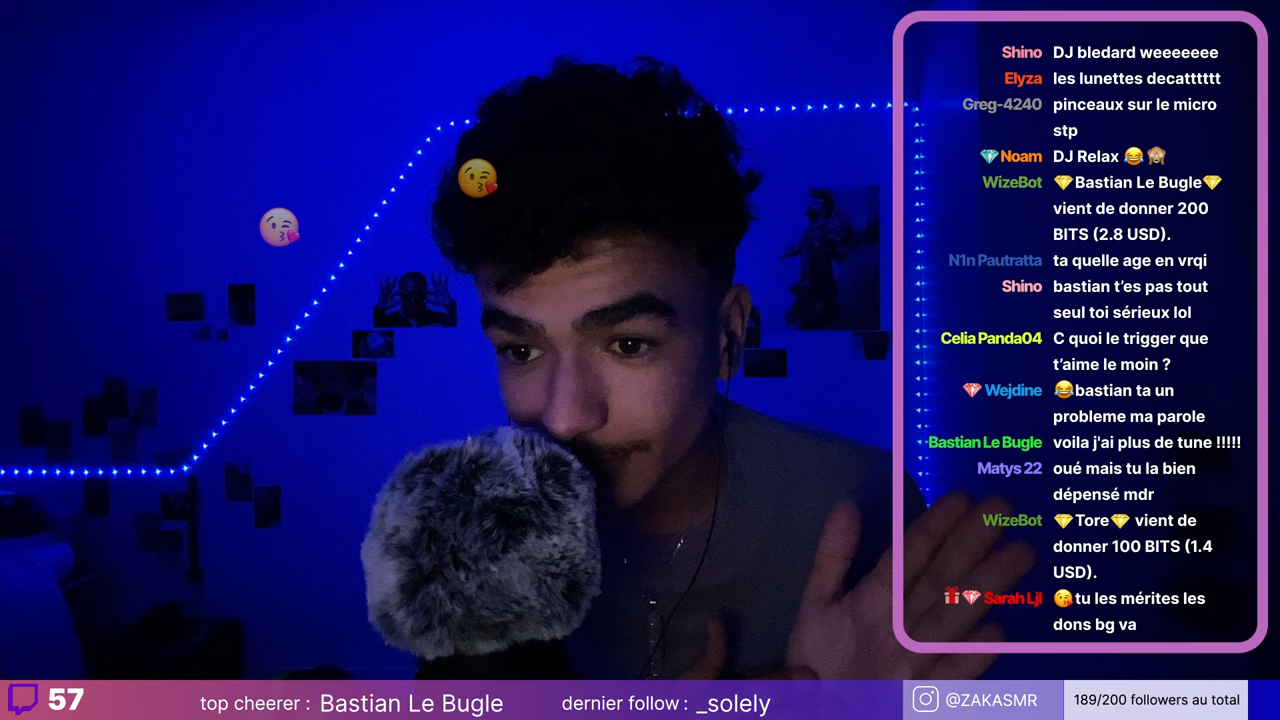 Shino DJ bledard weeeeeee
Elyza les lunettes decatttttt
Greg-4240 pinceaux sur le micro
stp
Noam DJ Relax 😂🙈
WizeBot 💎Bastian Le Bugle💎
vient de donner 200
BITS (2.8 USD).
N1n Pautratta ta quelle age en vrqi
Shino bastian t'es pas tout
seul toi sérieux lol
Celia Panda04 C quoi le trigger que
t'aime le moin ?
Wejdine 😂bastian ta un
probleme ma parole
Bastian Le Bugle voila j'ai plus de tune !!!!!
Matys 22 oué mais tu la bien
dépensé mdr
WizeBot 💎Tore💎 vient de
donner 100 BITS (1.4
USD).
Sarah Ljl 😘tu les mérites les
dons bg va
57 top cheerer : Bastian Le Bugle dernier follow : _solely @ZAKASMR 189/200 followers au total